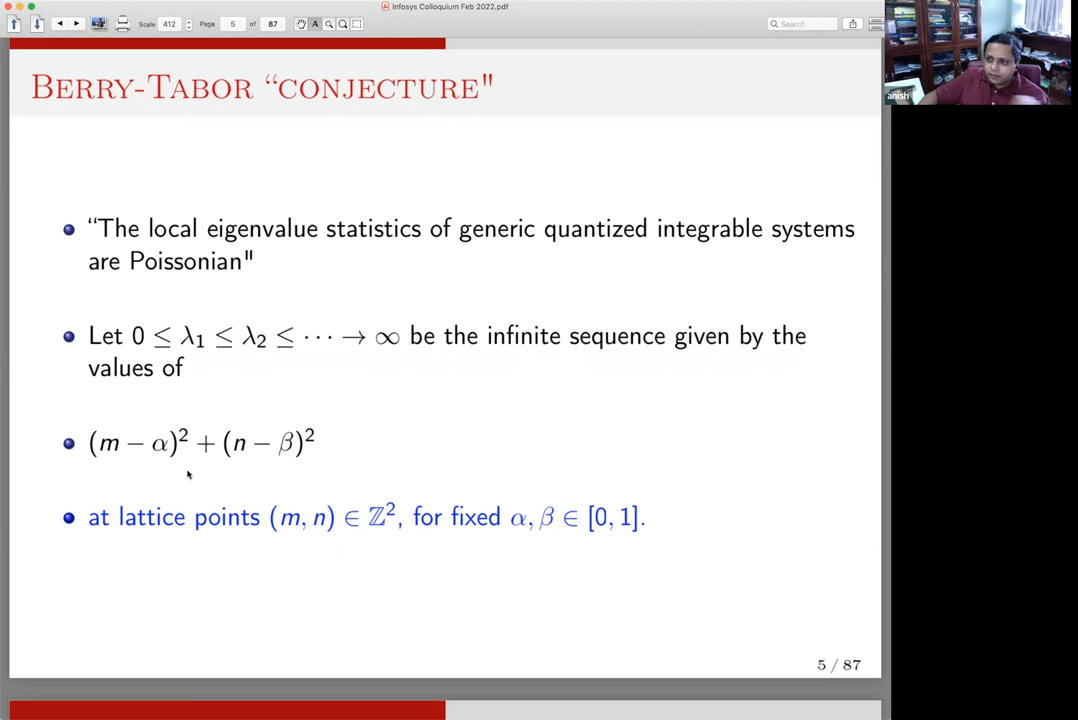 Infosys Colloquium Feb 2022.pdf
Scale 412 Page 5 of 87 A Search
anish
BERRY-TABOR “CONJECTURE"
“The local eigenvalue statistics of generic quantized integrable systems
are Poissonian"
Let 0 ≤ λ₁ ≤ λ₂ ≤ ⋯ → ∞ be the infinite sequence given by the
values of
(m − α)² + (n − β)²
at lattice points (m, n) ∈ ℤ², for fixed α, β ∈ [0, 1].
5 / 87